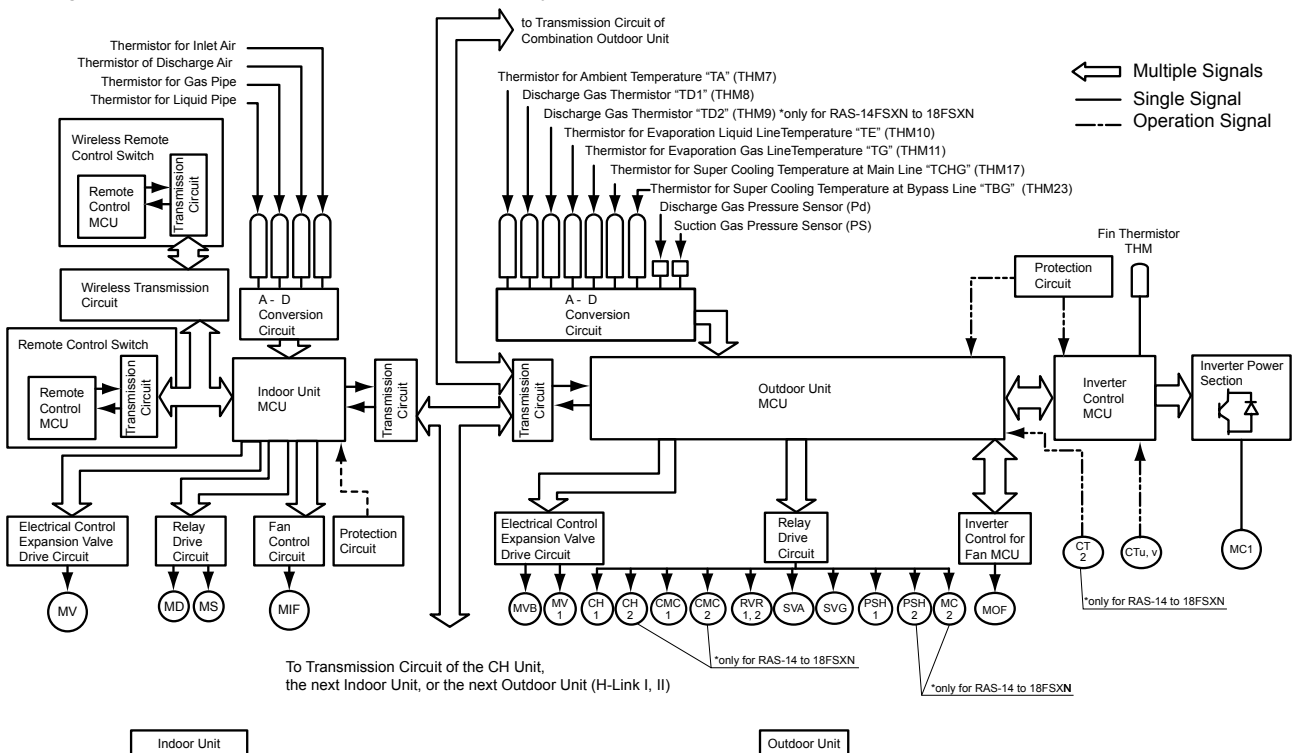 to Transmission Circuit of
Combination Outdoor Unit
Thermistor for Inlet Air
Thermistor of Discharge Air
Thermistor for Gas Pipe
Thermistor for Liquid Pipe
Multiple Signals
Single Signal
Operation Signal
Thermistor for Ambient Temperature “TA” (THM7)
Discharge Gas Thermistor “TD1” (THM8)
Discharge Gas Thermistor “TD2” (THM9) *only for RAS-14FSXN to 18FSXN
Thermistor for Evaporation Liquid LineTemperature “TE” (THM10)
Thermistor for Evaporation Gas LineTemperature “TG” (THM11)
Thermistor for Super Cooling Temperature at Main Line “TCHG” (THM17)
Thermistor for Super Cooling Temperature at Bypass Line “TBG” (THM23)
Discharge Gas Pressure Sensor (Pd)
Suction Gas Pressure Sensor (PS)
Wireless Remote
Control Switch
Remote
Control
MCU
Transmission
Circuit
Wireless Transmission
Circuit
A - D
Conversion
Circuit
A - D
Conversion
Circuit
Protection
Circuit
Fin Thermistor
THM
Remote Control Switch
Remote
Control
MCU
Transmission
Circuit
Indoor Unit
MCU
Transmission
Circuit
Transmission
Circuit
Outdoor Unit
MCU
Inverter
Control
MCU
Inverter Power
Section
Electrical Control
Expansion Valve
Drive Circuit
Relay
Drive
Circuit
Fan
Control
Circuit
Protection
Circuit
Electrical Control
Expansion Valve
Drive Circuit
Relay
Drive
Circuit
Inverter
Control for
Fan MCU
CT
2
CTu, v
MC1
*only for RAS-14 to 18FSXN
MV
MD
MS
MIF
MVB
MV
1
CH
1
CH
2
CMC
1
CMC
2
RVR
1, 2
SVA
SVG
PSH
1
PSH
2
MC
2
MOF
*only for RAS-14 to 18FSXN
*only for RAS-14 to 18FSXN
To Transmission Circuit of the CH Unit,
the next Indoor Unit, or the next Outdoor Unit (H-Link I, II)
Indoor Unit
Outdoor Unit